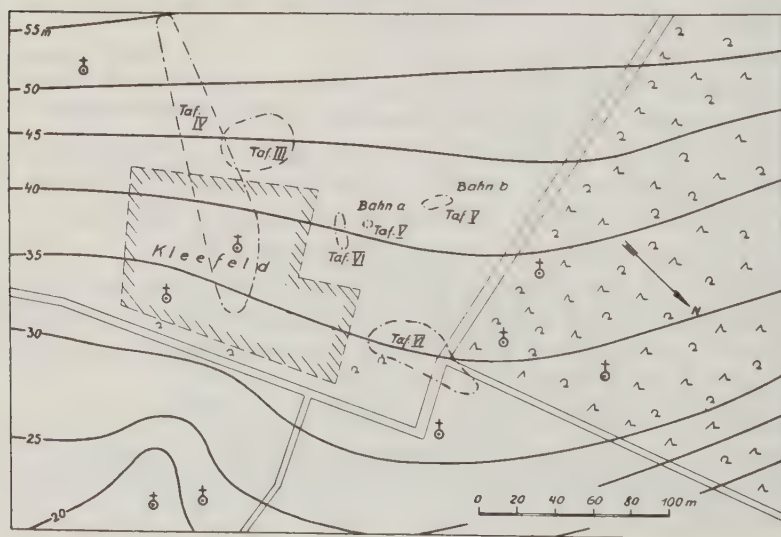 55 m
50
45
40
35
30
25
20
Taf. IV
Taf. III
Bahn a
Taf. V
Bahn b
Taf. V
Taf. VI
Kleefeld
Taf. VI
N
0 20 40 60 80 100 m